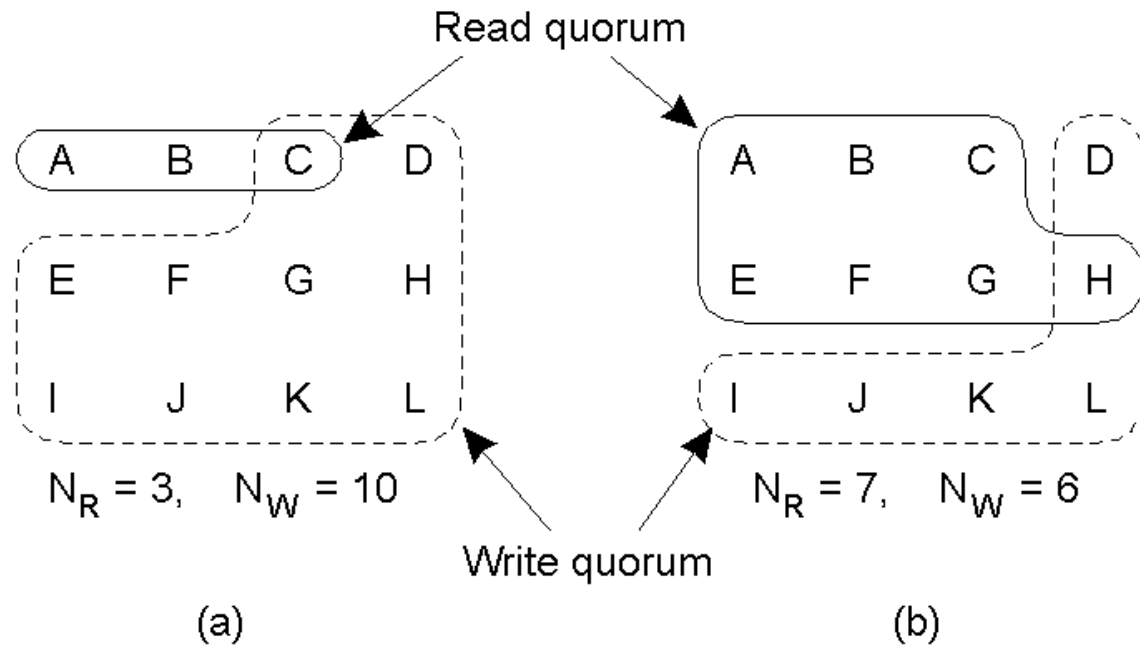 Read quorum
A B C D A B C D
E F G H E F G H
I J K L I J K L
N_R = 3, N_W = 10 N_R = 7, N_W = 6
Write quorum
(a) (b)